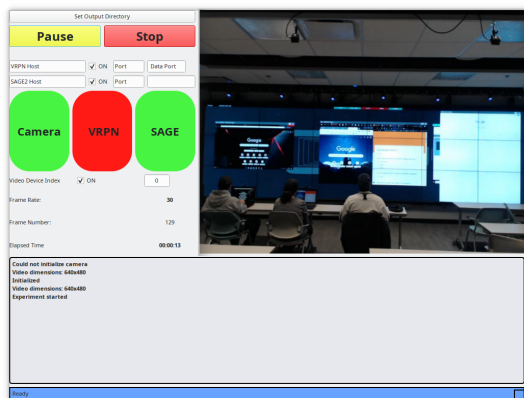 Set Output Directory
Pause Stop
VRPN Host ON Port Data Port
SAGE2 Host ON Port
Camera VRPN SAGE
Video Device Index ON 0
Frame Rate: 30
Frame Number: 129
Elapsed Time 00:00:13
Google
Google
Could not initialize camera
Video dimensions: 640x480
Initialized
Video dimensions: 640x480
Experiment started
Ready